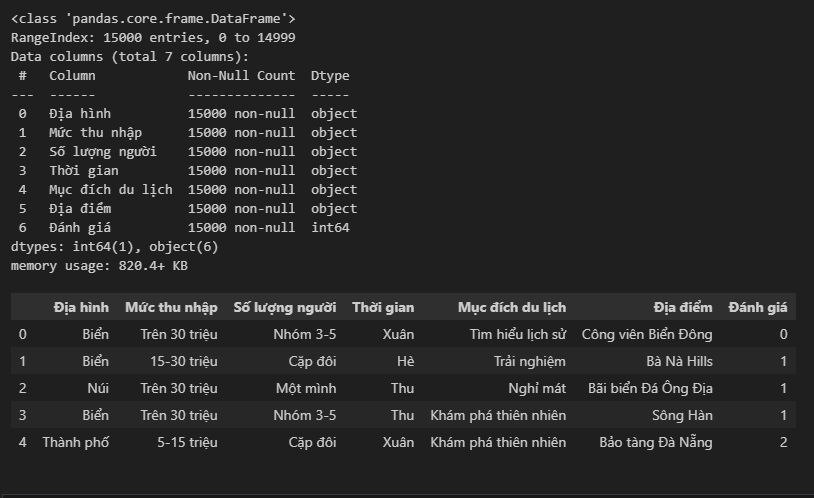 <class 'pandas.core.frame.DataFrame'>
RangeIndex: 15000 entries, 0 to 14999
Data columns (total 7 columns):
 #   Column             Non-Null Count  Dtype
---  ------             --------------  -----
 0   Địa hình           15000 non-null  object
 1   Mức thu nhập       15000 non-null  object
 2   Số lượng người     15000 non-null  object
 3   Thời gian          15000 non-null  object
 4   Mục đích du lịch   15000 non-null  object
 5   Địa điểm           15000 non-null  object
 6   Đánh giá           15000 non-null  int64
dtypes: int64(1), object(6)
memory usage: 820.4+ KB
Địa hình Mức thu nhập Số lượng người Thời gian Mục đích du lịch Địa điểm Đánh giá
0 Biển Trên 30 triệu Nhóm 3-5 Xuân Tìm hiểu lịch sử Công viên Biển Đông 0
1 Biển 15-30 triệu Cặp đôi Hè Trải nghiệm Bà Nà Hills 1
2 Núi Trên 30 triệu Một mình Thu Nghỉ mát Bãi biển Đá Ông Địa 1
3 Biển Trên 30 triệu Nhóm 3-5 Thu Khám phá thiên nhiên Sông Hàn 1
4 Thành phố 5-15 triệu Cặp đôi Xuân Khám phá thiên nhiên Bảo tàng Đà Nẵng 2